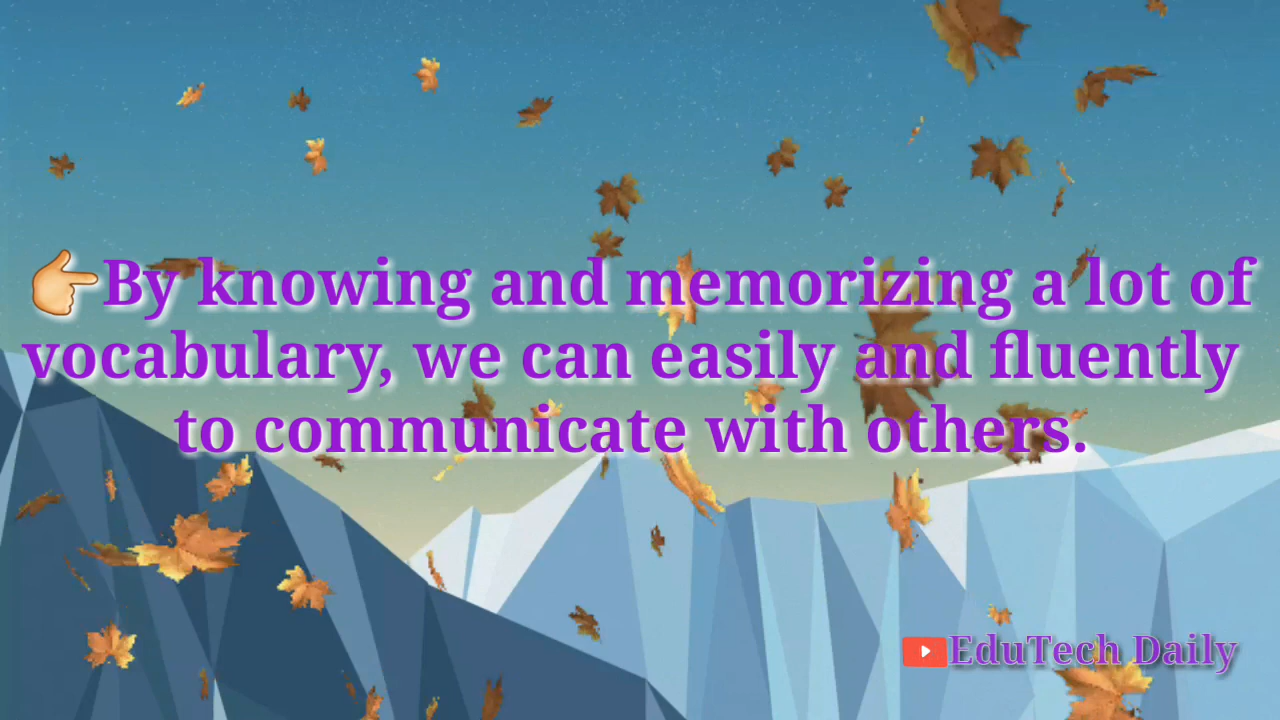 👉By knowing and memorizing a lot of
vocabulary, we can easily and fluently
to communicate with others.
EduTech Daily